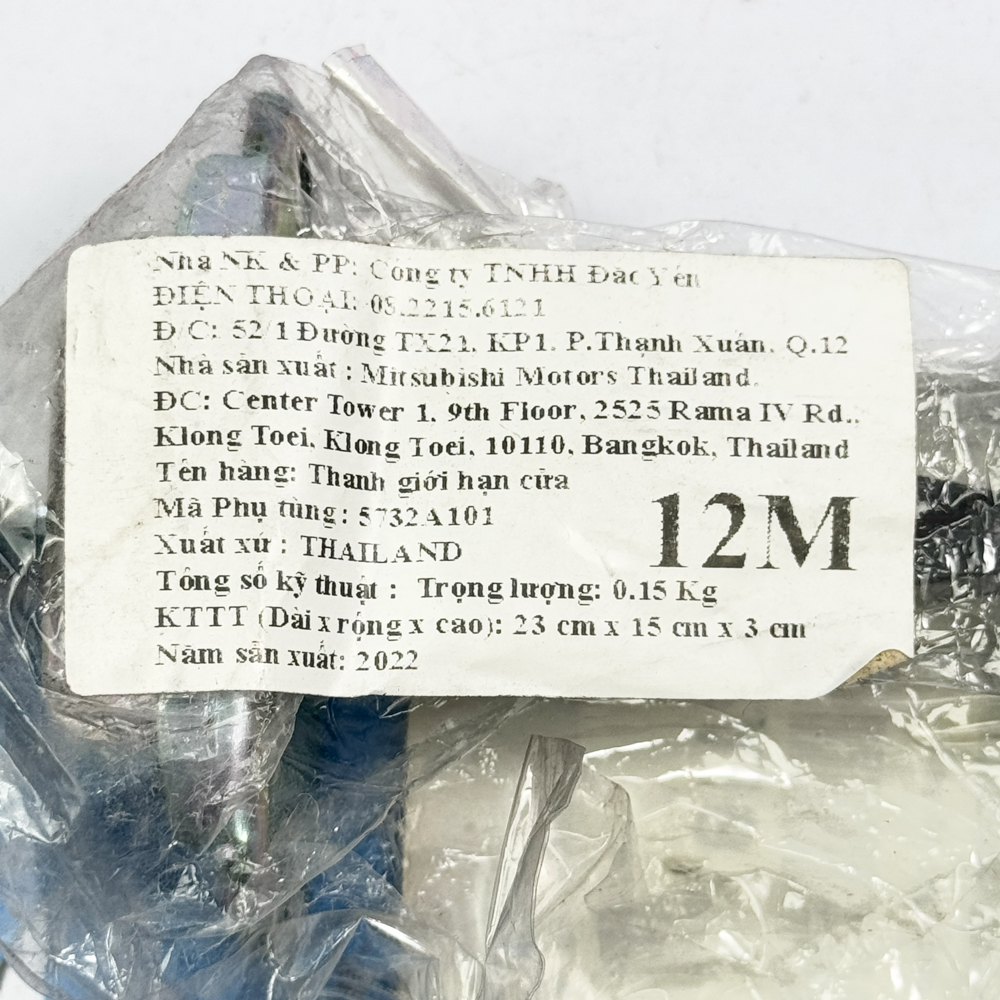 Nhà NK & PP: Công ty TNHH Đắc Yến
ĐIỆN THOẠI: 08.2215.6121
Đ/C: 52/1 Đường TX21, KP1, P.Thạnh Xuân, Q.12
Nhà sản xuất : Mitsubishi Motors Thailand.
ĐC: Center Tower 1, 9th Floor, 2525 Rama IV Rd.,
Klong Toei, Klong Toei, 10110, Bangkok, Thailand
Tên hàng: Thanh giới hạn cửa
Mã Phụ tùng: 5732A101
Xuất xứ : THAILAND
12M
Tông số kỹ thuật : Trọng lượng: 0.15 Kg
KTTT (Dài x rộng x cao): 23 cm x 15 cm x 3 cm
Năm sản xuất: 2022